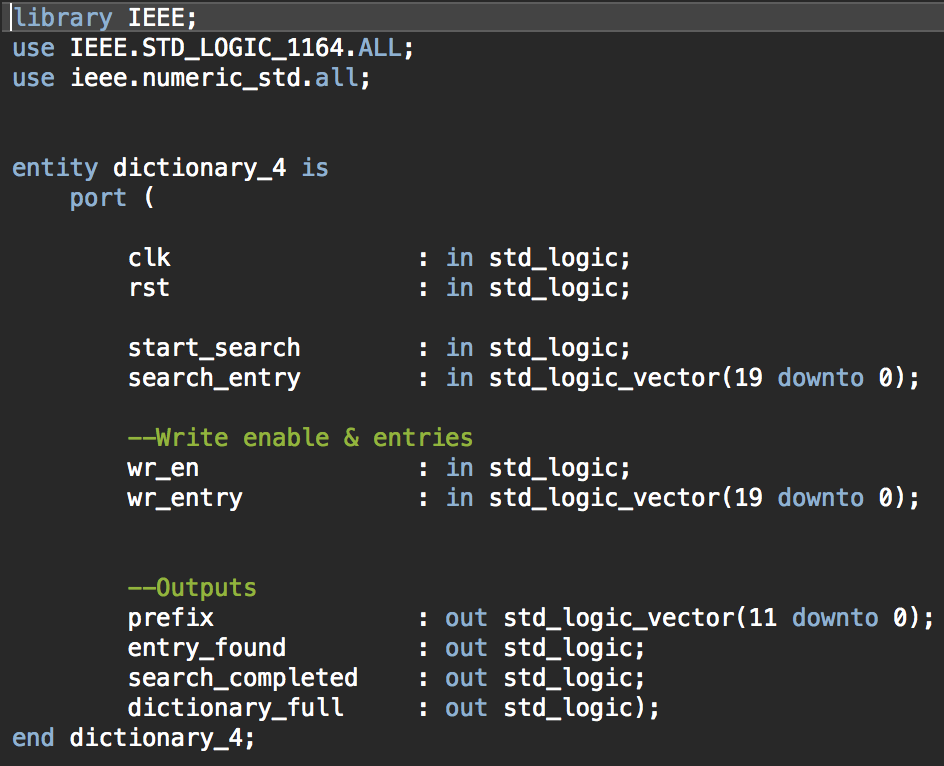 library IEEE;
use IEEE.STD_LOGIC_1164.ALL;
use ieee.numeric_std.all;
entity dictionary_4 is
    port (
        clk                 : in std_logic;
        rst                 : in std_logic;
        start_search        : in std_logic;
        search_entry        : in std_logic_vector(19 downto 0);
        --Write enable & entries
        wr_en               : in std_logic;
        wr_entry            : in std_logic_vector(19 downto 0);
        --Outputs
        prefix              : out std_logic_vector(11 downto 0);
        entry_found         : out std_logic;
        search_completed    : out std_logic;
        dictionary_full     : out std_logic);
end dictionary_4;